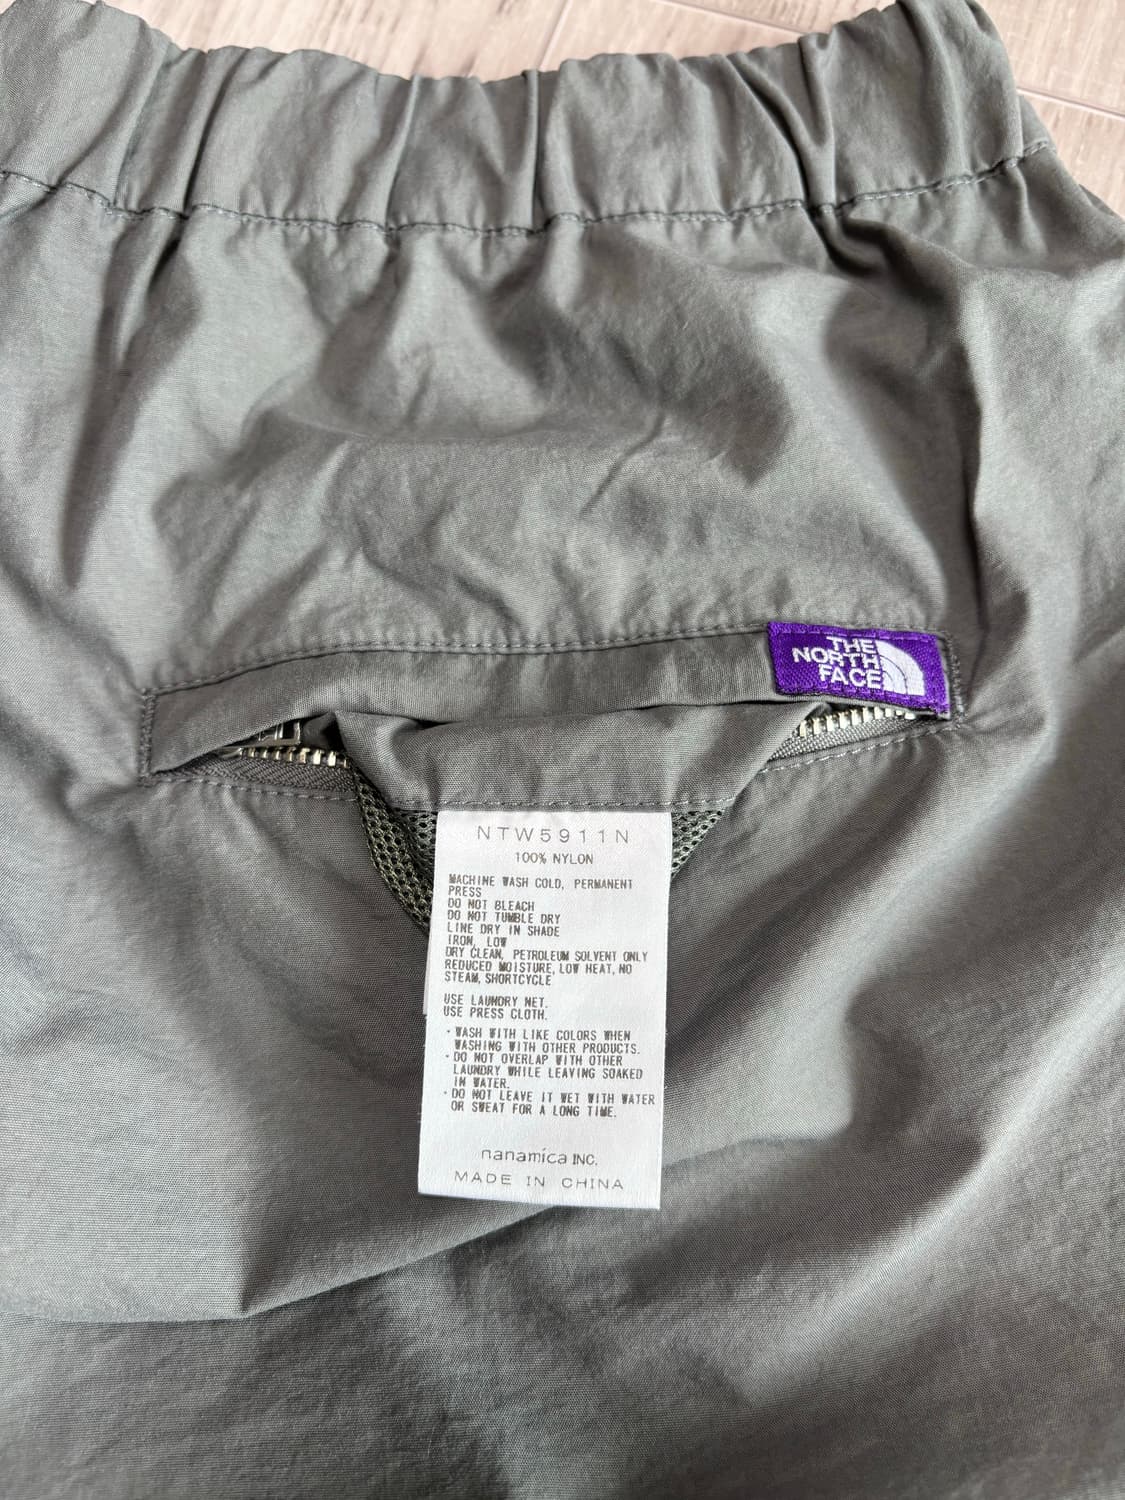 THE
NORTH
FACE
NTW5911N
100% NYLON
MACHINE WASH COLD, PERMANENT
PRESS
DO NOT BLEACH
DO NOT TUMBLE DRY
LINE DRY IN SHADE
IRON, LOW
DRY CLEAN, PETROLEUM SOLVENT ONLY
REDUCED MOISTURE, LOW HEAT, NO
STEAM, SHORTCYCLE
USE LAUNDRY NET.
USE PRESS CLOTH.
・WASH WITH LIKE COLORS WHEN
WASHING WITH OTHER PRODUCTS.
・DO NOT OVERLAP WITH OTHER
LAUNDRY WHILE LEAVING SOAKED
IN WATER.
・DO NOT LEAVE IT WET WITH WATER
OR SWEAT FOR A LONG TIME.
nanamica INC.
MADE IN CHINA